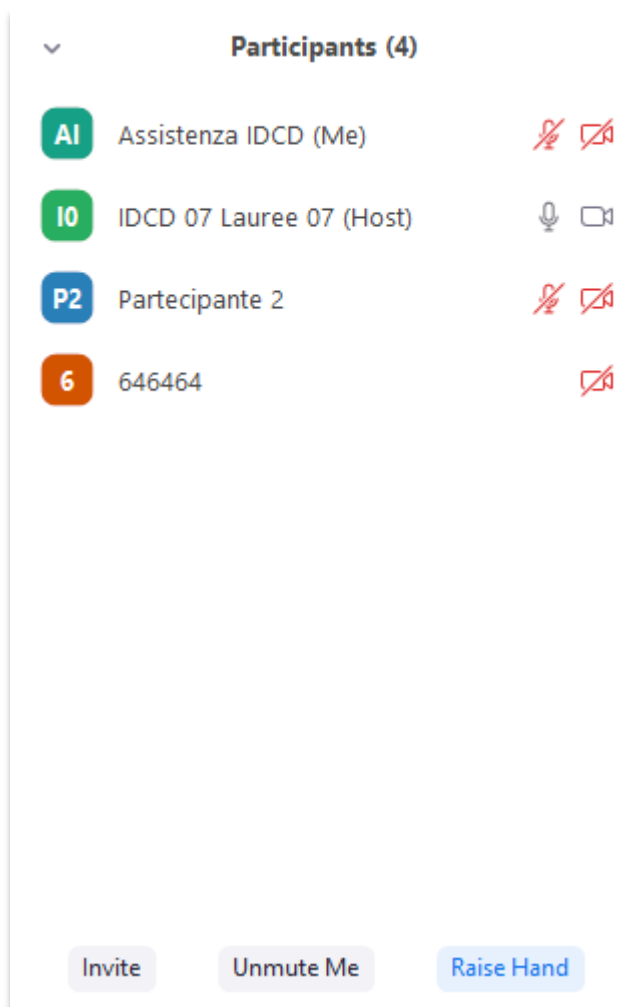 Participants (4)
AI Assistenza IDCD (Me)
I0 IDCD 07 Lauree 07 (Host)
P2 Partecipante 2
6 646464
Invite Unmute Me Raise Hand